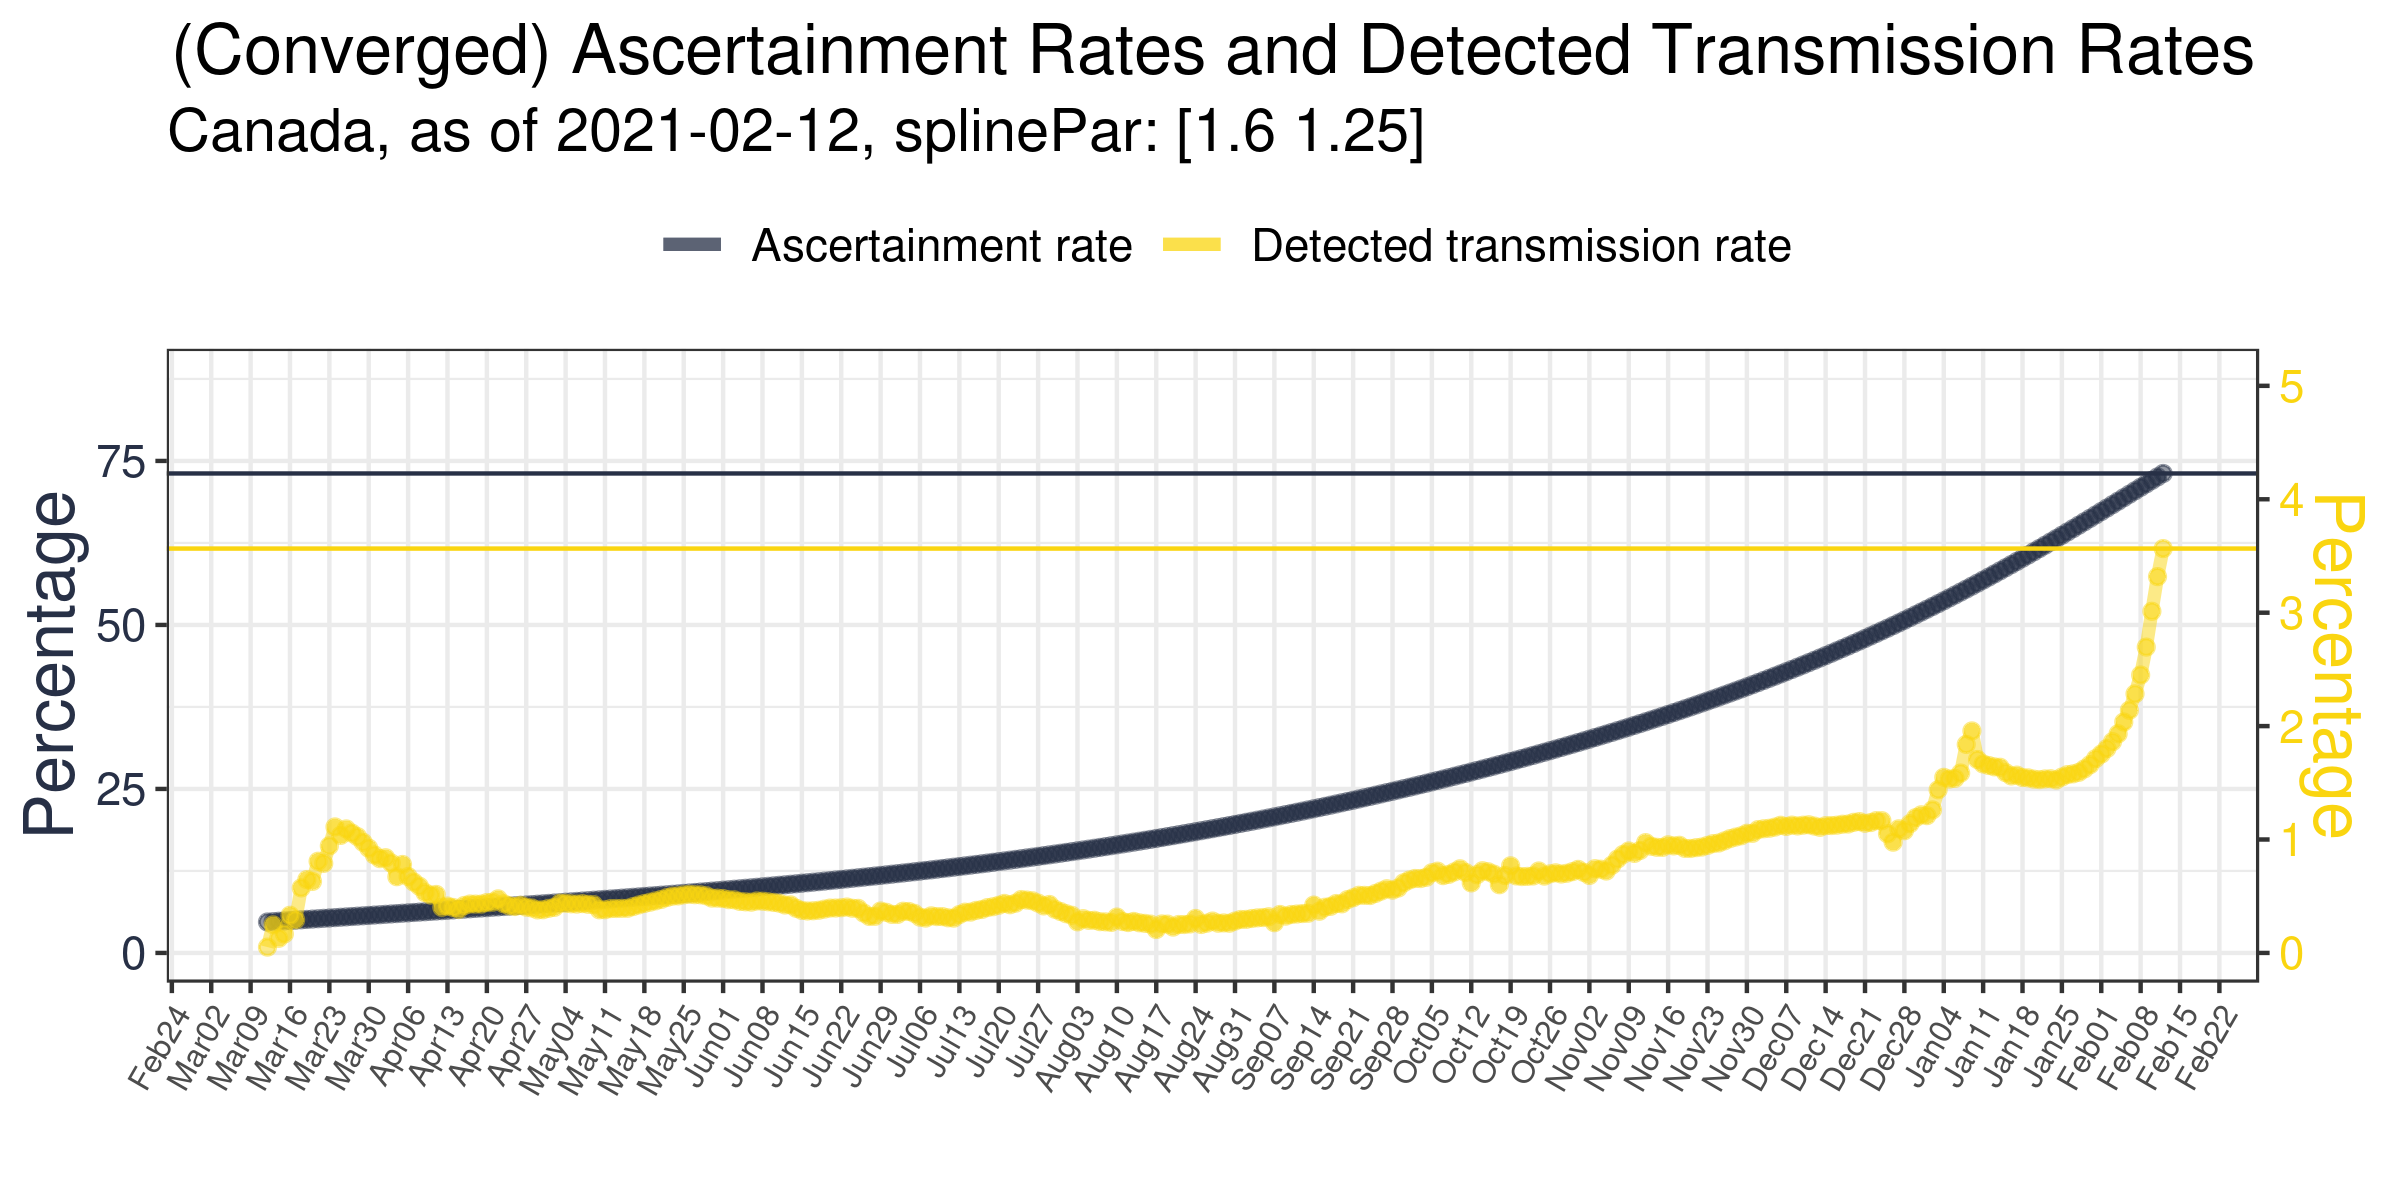 (Converged) Ascertainment Rates and Detected Transmission Rates
Canada, as of 2021-02-12, splinePar: [1.6 1.25]
Ascertainment rate
Detected transmission rate
Percentage
75
50
25
0
5
4
3
2
1
0
Percentage
Feb24
Mar02
Mar09
Mar16
Mar23
Mar30
Apr06
Apr13
Apr20
Apr27
May04
May11
May18
May25
Jun01
Jun08
Jun15
Jun22
Jun29
Jul06
Jul13
Jul20
Jul27
Aug03
Aug10
Aug17
Aug24
Aug31
Sep07
Sep14
Sep21
Sep28
Oct05
Oct12
Oct19
Oct26
Nov02
Nov09
Nov16
Nov23
Nov30
Dec07
Dec14
Dec21
Dec28
Jan04
Jan11
Jan18
Jan25
Feb01
Feb08
Feb15
Feb22